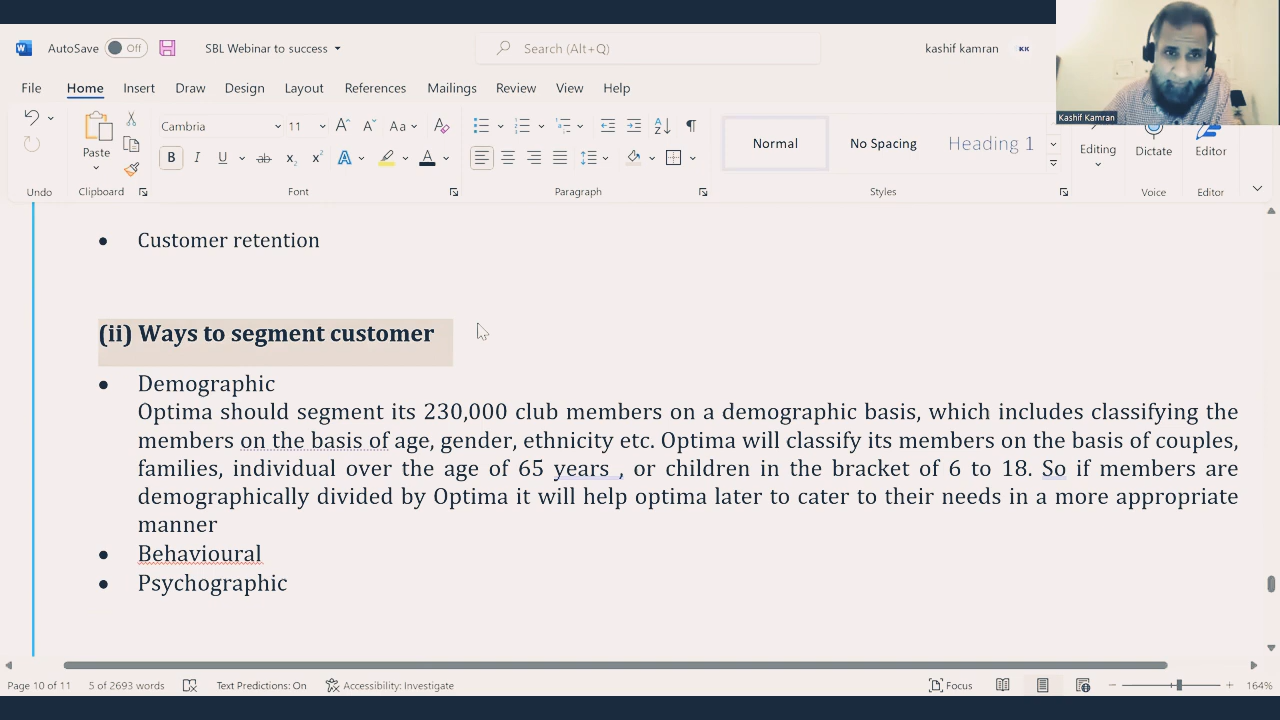 AutoSave Off SBL Webinar to success Search (Alt+Q) kashif kamran KK
Kashif Kamran
File Home Insert Draw Design Layout References Mailings Review View Help
Cambria 11 Aa
Paste
B I U ab x₂ x² A A
Normal No Spacing Heading 1
Editing Dictate Editor
Undo Clipboard Font Paragraph Styles Voice Editor
• Customer retention
(ii) Ways to segment customer
• Demographic
Optima should segment its 230,000 club members on a demographic basis, which includes classifying the
members on the basis of age, gender, ethnicity etc. Optima will classify its members on the basis of couples,
families, individual over the age of 65 years , or children in the bracket of 6 to 18. So if members are
demographically divided by Optima it will help optima later to cater to their needs in a more appropriate
manner
• Behavioural
• Psychographic
Page 10 of 11 5 of 2693 words Text Predictions: On Accessibility: Investigate Focus 164%